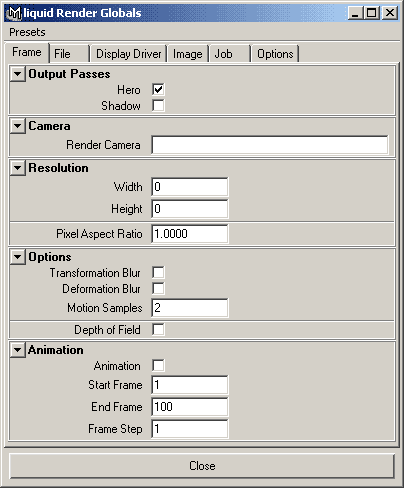 liquid Render Globals
Presets
Frame File Display Driver Image Job Options
Output Passes
Hero
Shadow
Camera
Render Camera
Resolution
Width 0
Height 0
Pixel Aspect Ratio 1.0000
Options
Transformation Blur
Deformation Blur
Motion Samples 2
Depth of Field
Animation
Animation
Start Frame 1
End Frame 100
Frame Step 1
Close